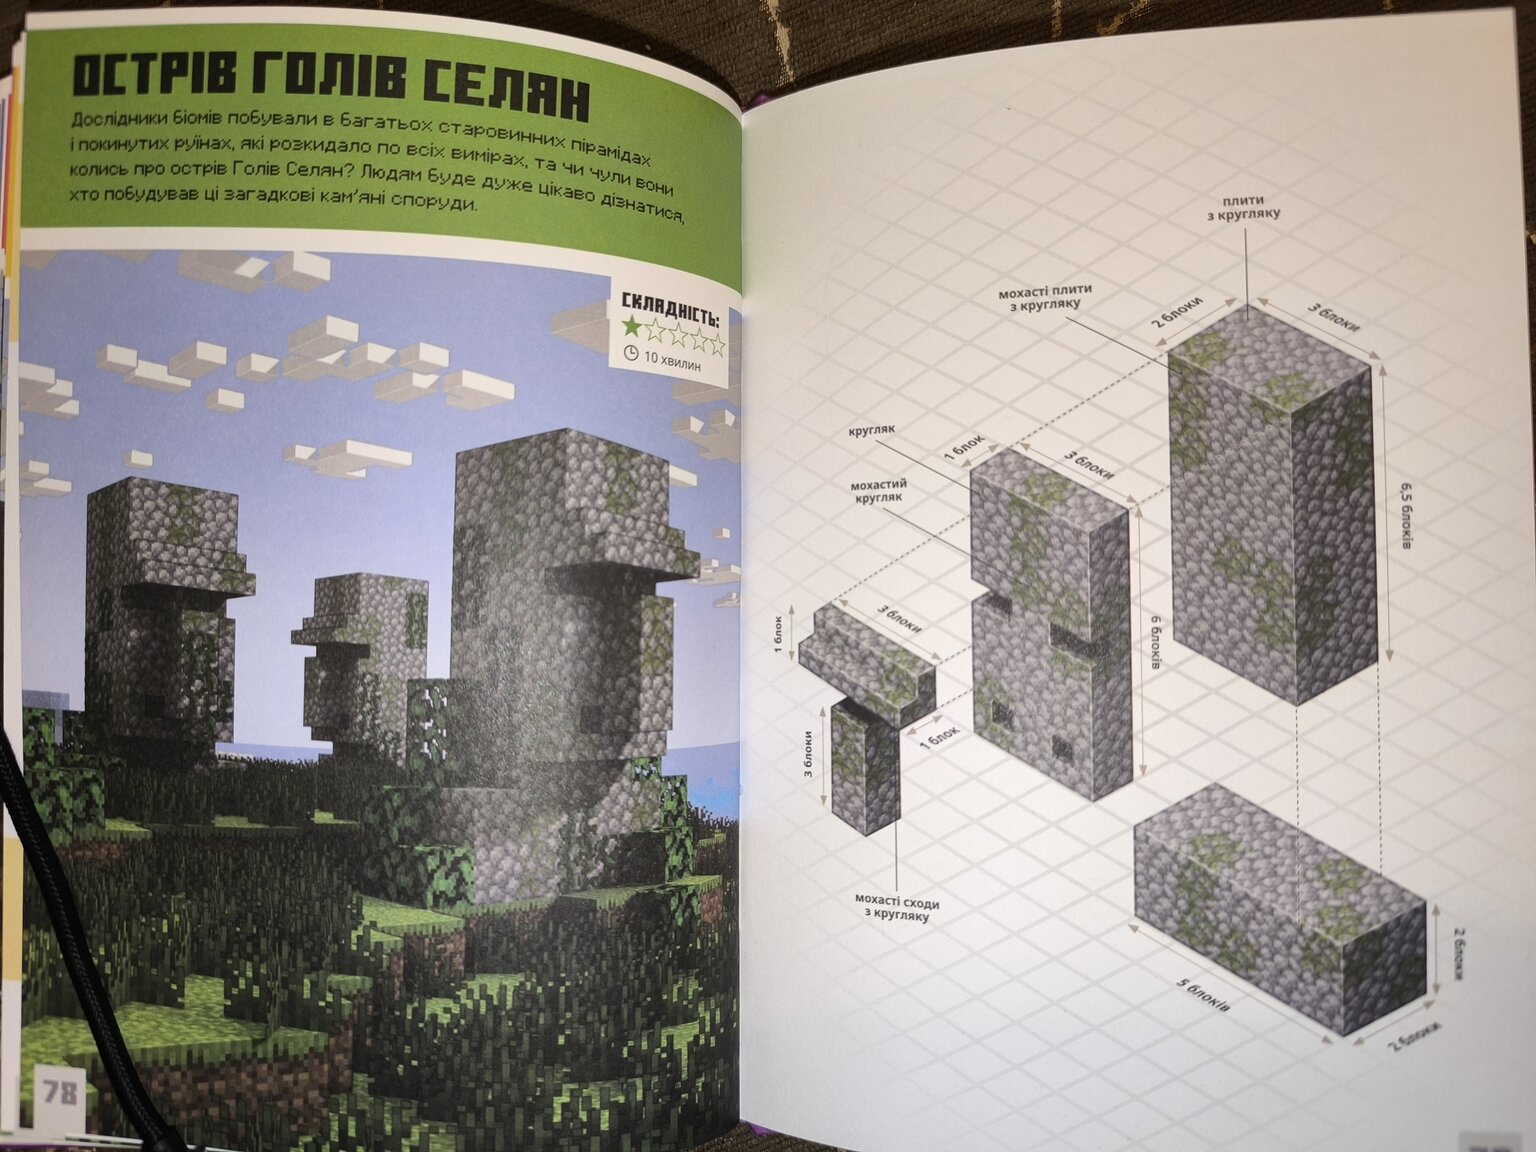 ОСТРІВ ГОЛІВ СЕЛЯН
Дослідники біомів побували в багатьох старовинних пірамідах
і покинутих руїнах, які розкидало по всіх вимірах, та чи чули вони
колись про острів Голів Селян? Людям буде дуже цікаво дізнатися,
хто побудував ці загадкові кам'яні споруди.
СКЛАДНІСТЬ:
10 хвилин
78
плити
з кругляку
мохасті плити
з кругляку
2 блоки
3 блоки
6,5 блоків
кругляк
1 блок
3 блоки
мохастий
кругляк
6 блоків
1 блок
3 блоки
1 блок
3 блоки
мохасті сходи
з кругляку
5 блоків
2 блоки
2 блоки